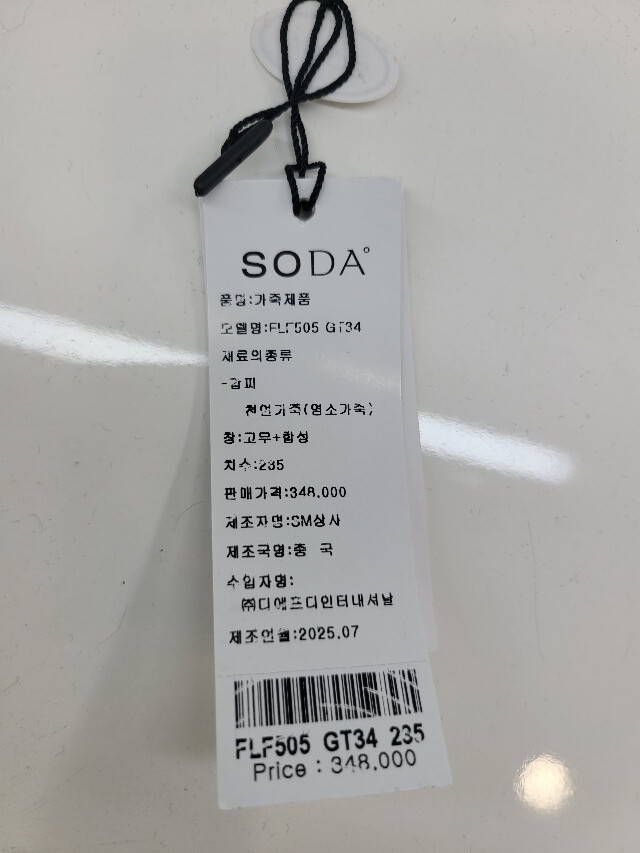 SODA
품명:가죽제품
모델명:FLF505 GT34
재료의종류
-겉피
천연가죽(염소가죽)
창:고무+합성
치수:235
판매가격:348,000
제조자명:SM상사
제조국명:중 국
수입자명:
㈜디에프디인터내셔날
제조연월:2025.07
FLF505 GT34 235
Price : 348,000